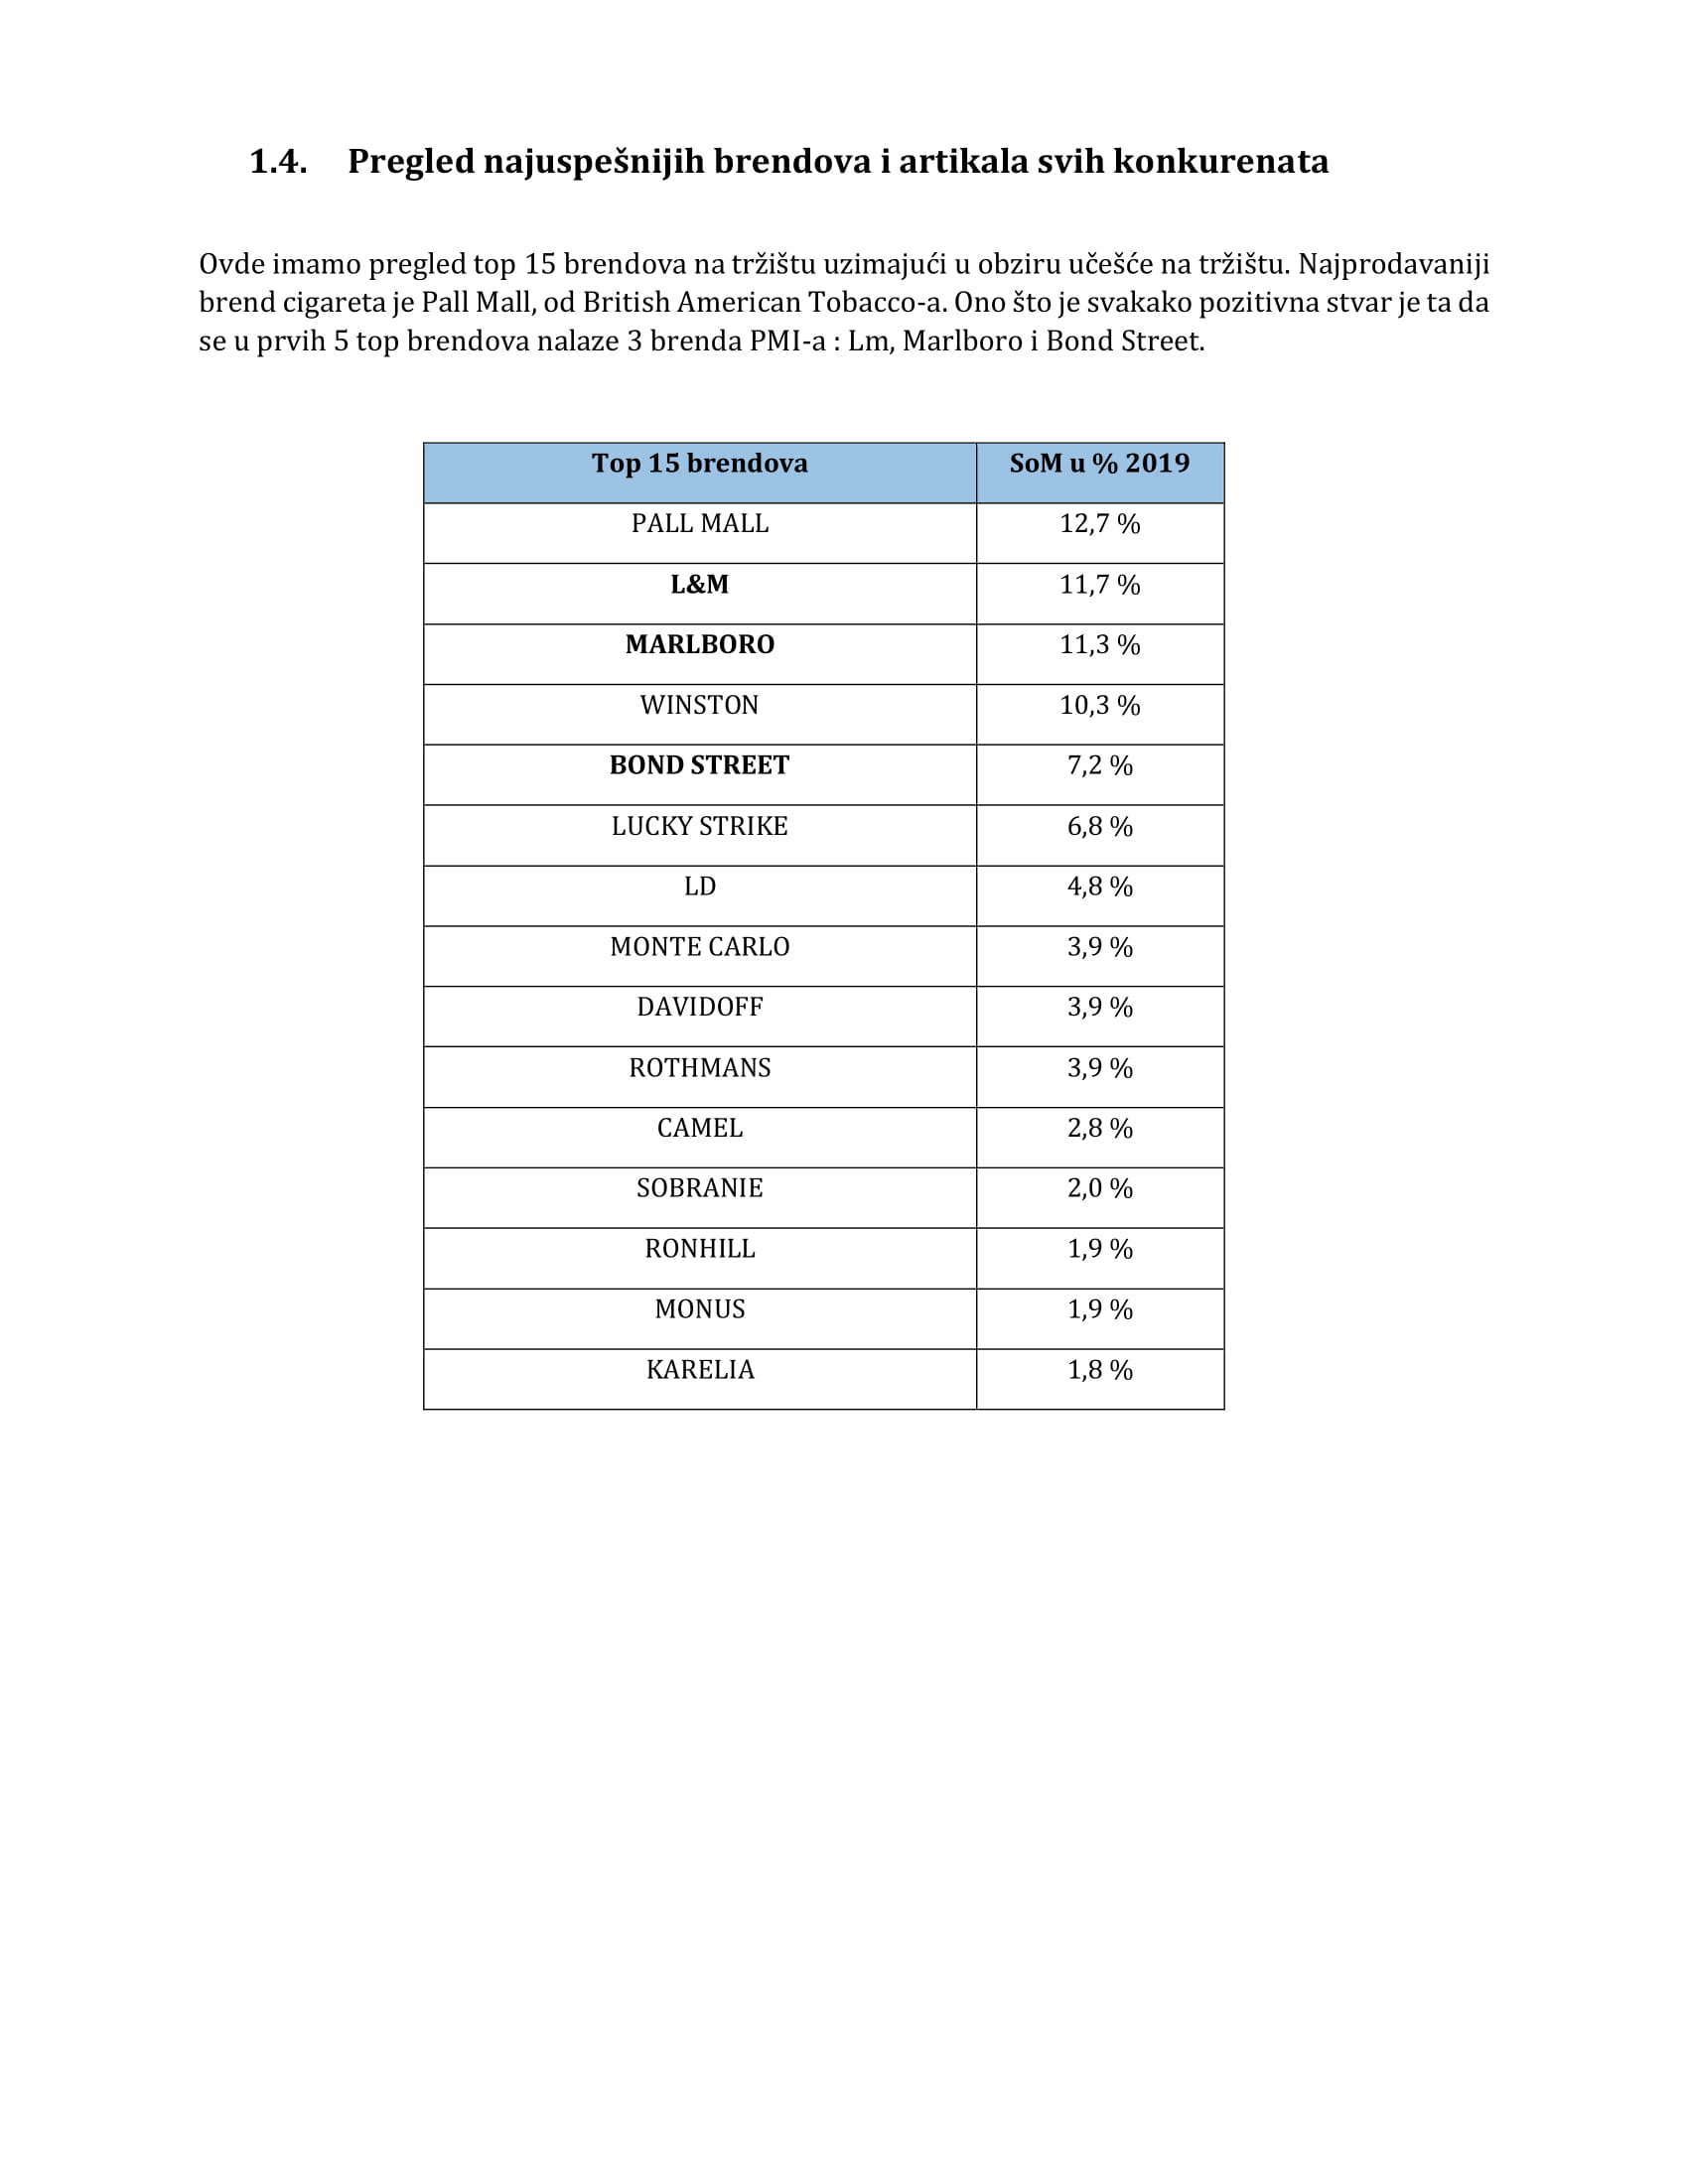 1.4. Pregled najuspešnijih brendova i artikala svih konkurenata
Ovde imamo pregled top 15 brendova na tržištu uzimajući u obziru učešće na tržištu. Najprodavaniji
brend cigareta je Pall Mall, od British American Tobacco-a. Ono što je svakako pozitivna stvar je ta da
se u prvih 5 top brendova nalaze 3 brenda PMI-a : Lm, Marlboro i Bond Street.
Top 15 brendova SoM u % 2019
PALL MALL 12,7 %
L&M 11,7 %
MARLBORO 11,3 %
WINSTON 10,3 %
BOND STREET 7,2 %
LUCKY STRIKE 6,8 %
LD 4,8 %
MONTE CARLO 3,9 %
DAVIDOFF 3,9 %
ROTHMANS 3,9 %
CAMEL 2,8 %
SOBRANIE 2,0 %
RONHILL 1,9 %
MONUS 1,9 %
KARELIA 1,8 %